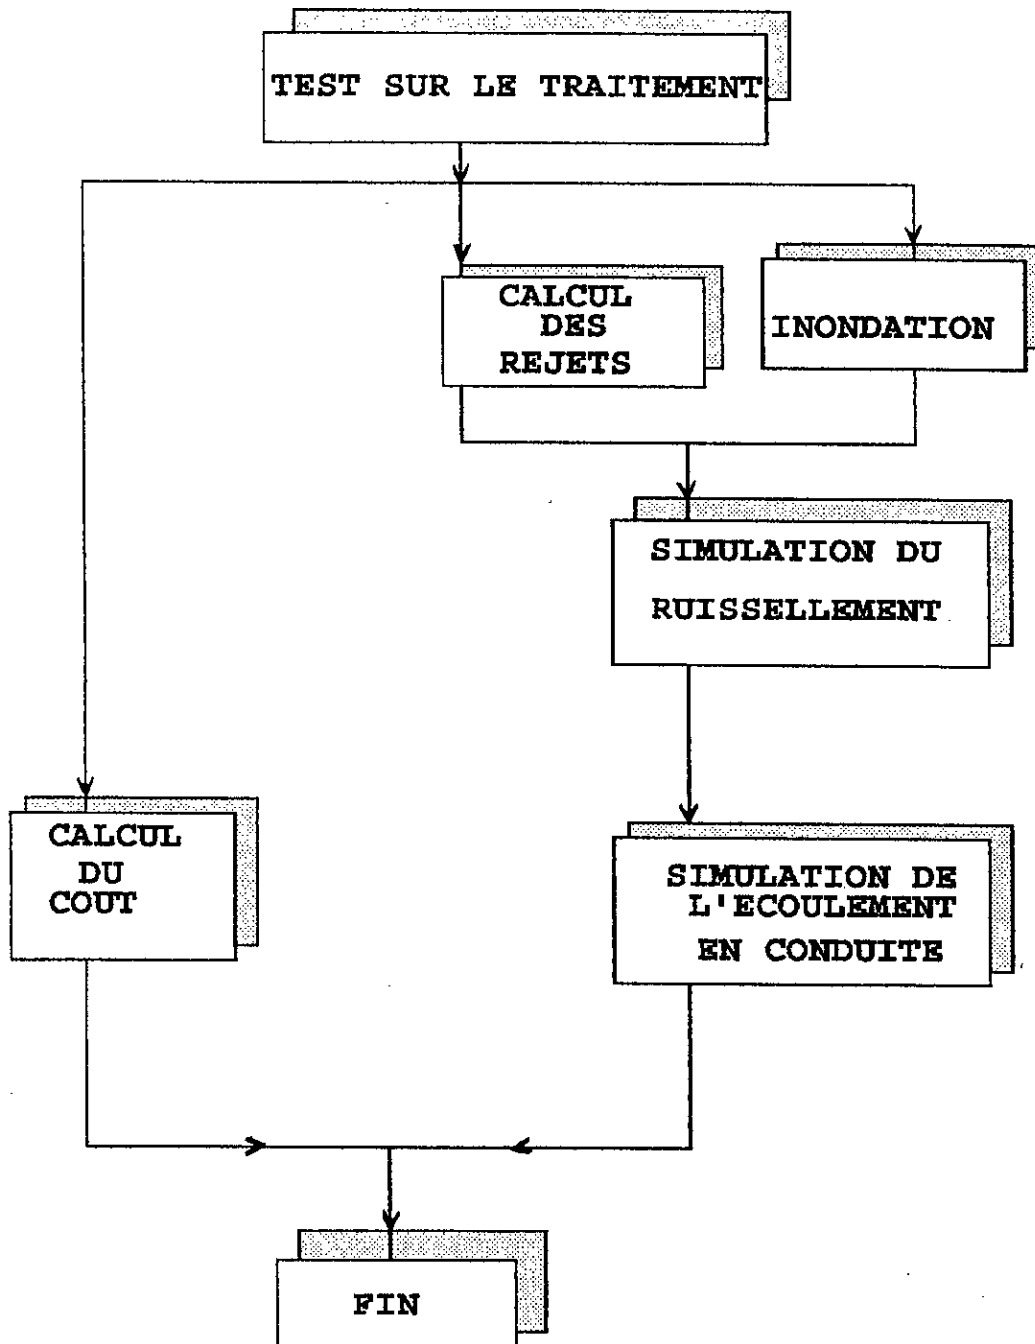 TEST SUR LE TRAITEMENT
CALCUL
DES
REJETS
INONDATION
SIMULATION DU
RUISSELLEMENT
CALCUL
DU
COUT
SIMULATION DE
L'ECOULEMENT
EN CONDUITE
FIN